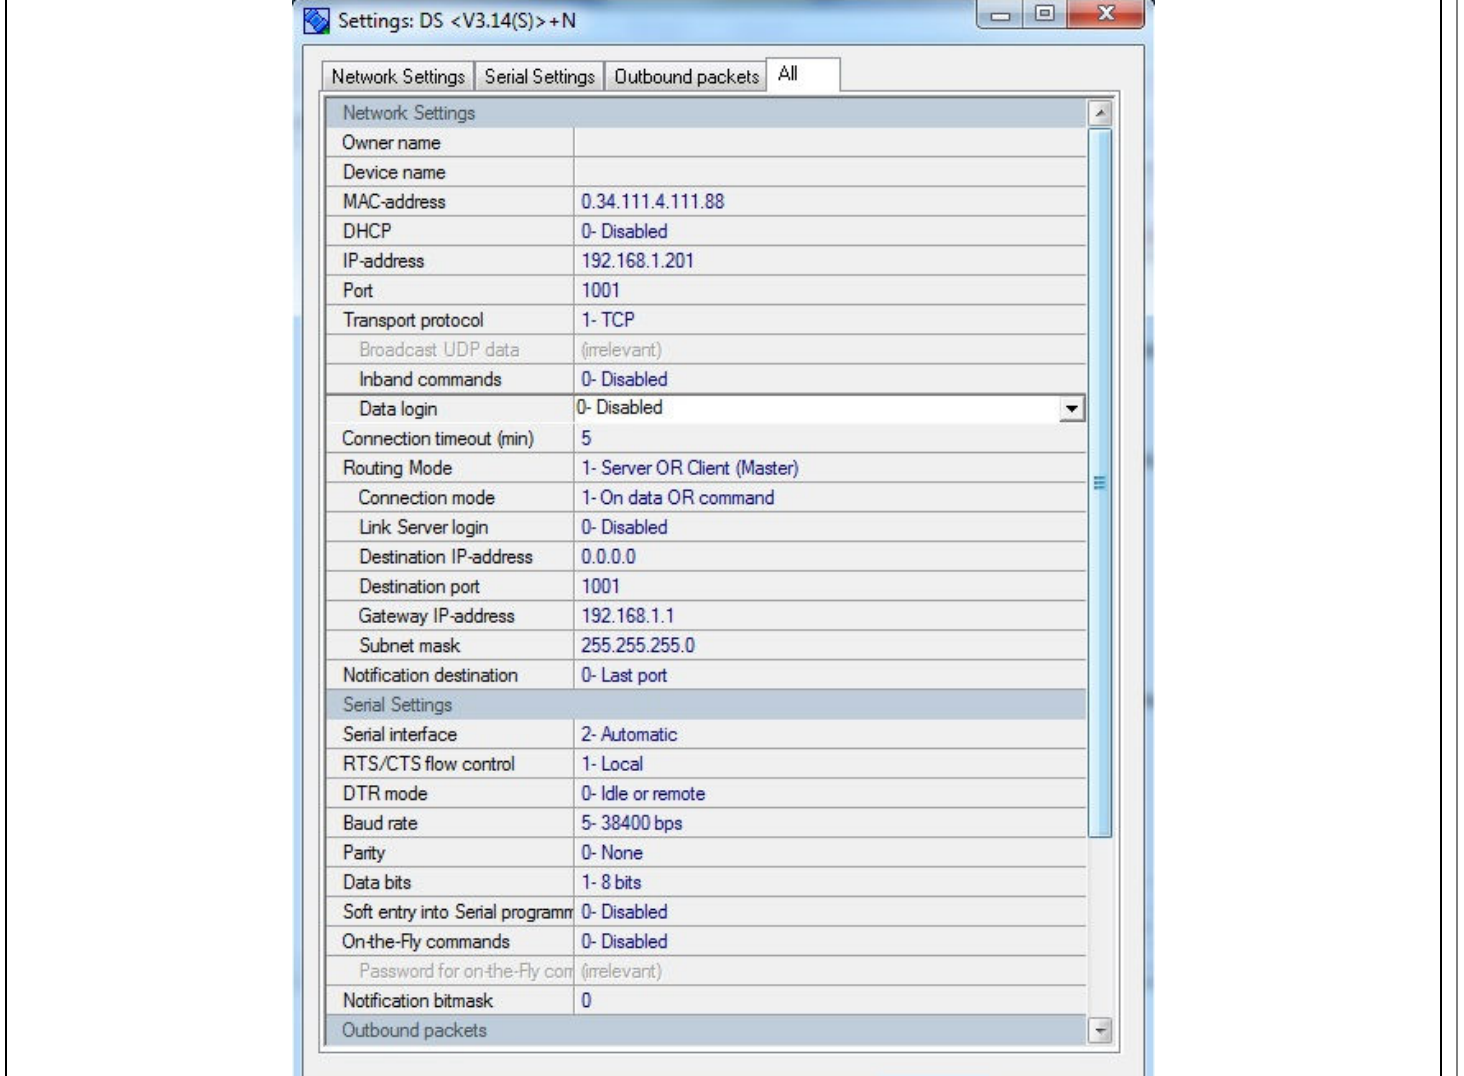 Settings: DS <V3.14(S)>+N
Network Settings Serial Settings Outbound packets All
Network Settings
Owner name
Device name
MAC-address 0.34.111.4.111.88
DHCP 0- Disabled
IP-address 192.168.1.201
Port 1001
Transport protocol 1- TCP
Broadcast UDP data (irrelevant)
Inband commands 0- Disabled
Data login 0- Disabled
Connection timeout (min) 5
Routing Mode 1- Server OR Client (Master)
Connection mode 1- On data OR command
Link Server login 0- Disabled
Destination IP-address 0.0.0.0
Destination port 1001
Gateway IP-address 192.168.1.1
Subnet mask 255.255.255.0
Notification destination 0- Last port
Serial Settings
Serial interface 2- Automatic
RTS/CTS flow control 1- Local
DTR mode 0- Idle or remote
Baud rate 5- 38400 bps
Parity 0- None
Data bits 1- 8 bits
Soft entry into Serial programm 0- Disabled
On-the-Fly commands 0- Disabled
Password for on-the-Fly com (irrelevant)
Notification bitmask 0
Outbound packets